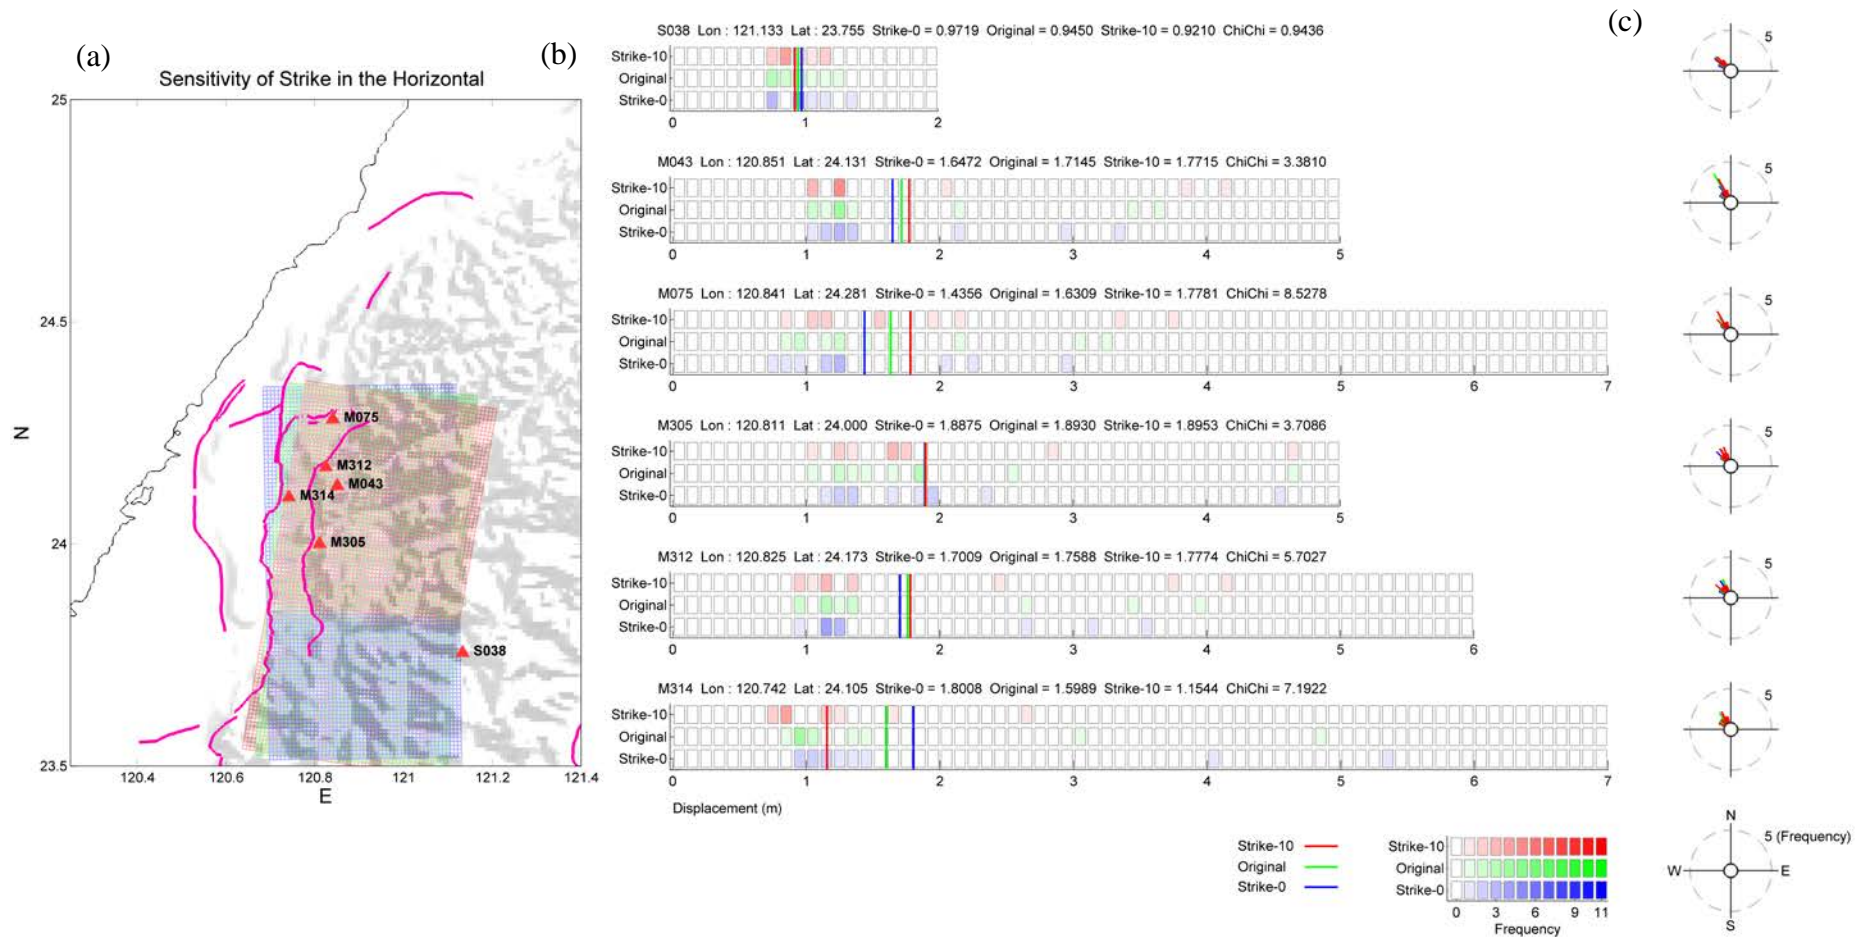 (a)
Sensitivity of Strike in the Horizontal
25
24.5
24
23.5
N
120.4 120.6 120.8 121 121.2 121.4
E
M075
M312
M043
M314
M305
S038
(b)
S038 Lon : 121.133 Lat : 23.755 Strike-0 = 0.9719 Original = 0.9450 Strike-10 = 0.9210 ChiChi = 0.9436
Strike-10
Original
Strike-0
0 1 2
M043 Lon : 120.851 Lat : 24.131 Strike-0 = 1.6472 Original = 1.7145 Strike-10 = 1.7715 ChiChi = 3.3810
Strike-10
Original
Strike-0
0 1 2 3 4 5
M075 Lon : 120.841 Lat : 24.281 Strike-0 = 1.4356 Original = 1.6309 Strike-10 = 1.7781 ChiChi = 8.5278
Strike-10
Original
Strike-0
0 1 2 3 4 5 6 7
M305 Lon : 120.811 Lat : 24.000 Strike-0 = 1.8875 Original = 1.8930 Strike-10 = 1.8953 ChiChi = 3.7086
Strike-10
Original
Strike-0
0 1 2 3 4 5
M312 Lon : 120.825 Lat : 24.173 Strike-0 = 1.7009 Original = 1.7588 Strike-10 = 1.7774 ChiChi = 5.7027
Strike-10
Original
Strike-0
0 1 2 3 4 5 6
M314 Lon : 120.742 Lat : 24.105 Strike-0 = 1.8008 Original = 1.5989 Strike-10 = 1.1544 ChiChi = 7.1922
Strike-10
Original
Strike-0
0 1 2 3 4 5 6 7
Displacement (m)
Strike-10
Original
Strike-0
Strike-10
Original
Strike-0
0 3 6 9 11
Frequency
(c)
5
5
5
5
5
5
N
5 (Frequency)
W E
S